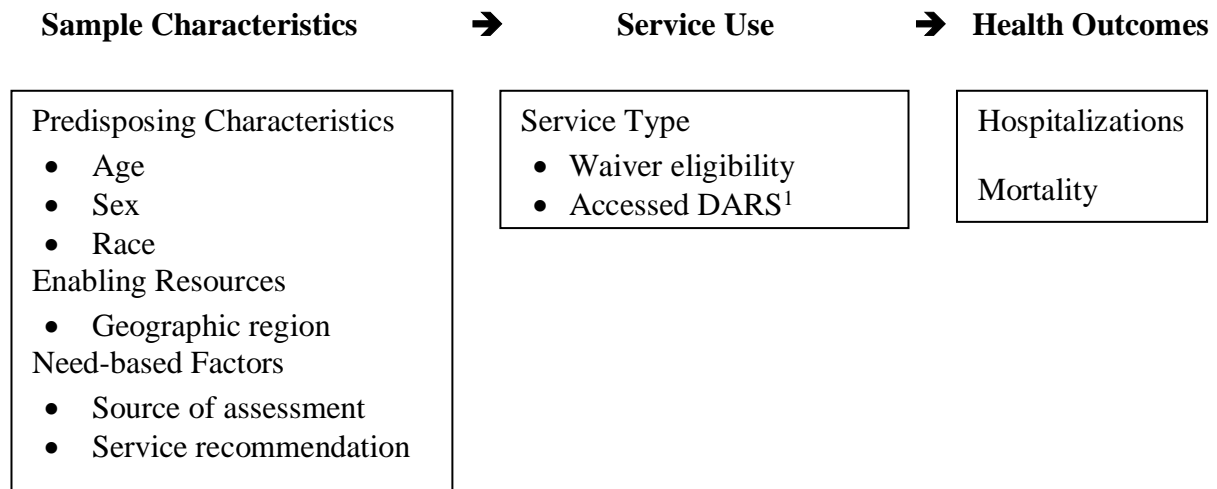 Sample Characteristics ➔ Service Use ➔ Health Outcomes
Predisposing Characteristics
• Age
• Sex
• Race
Enabling Resources
• Geographic region
Need-based Factors
• Source of assessment
• Service recommendation
Service Type
• Waiver eligibility
• Accessed DARS¹
Hospitalizations
Mortality